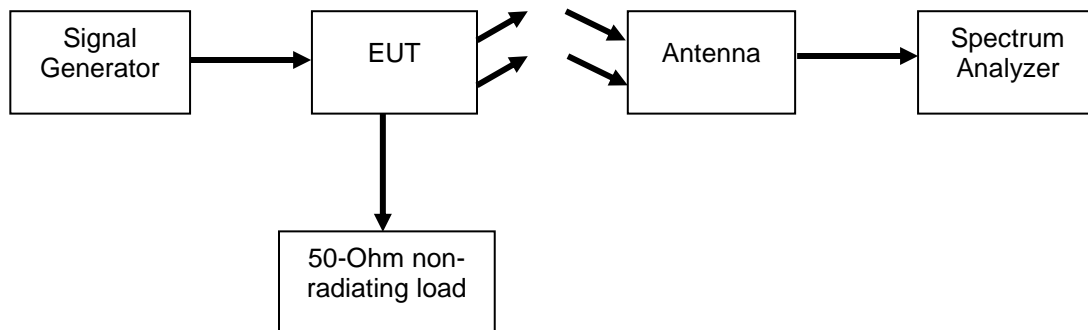 Signal
Generator
EUT
Antenna
Spectrum
Analyzer
50-Ohm non-
radiating load